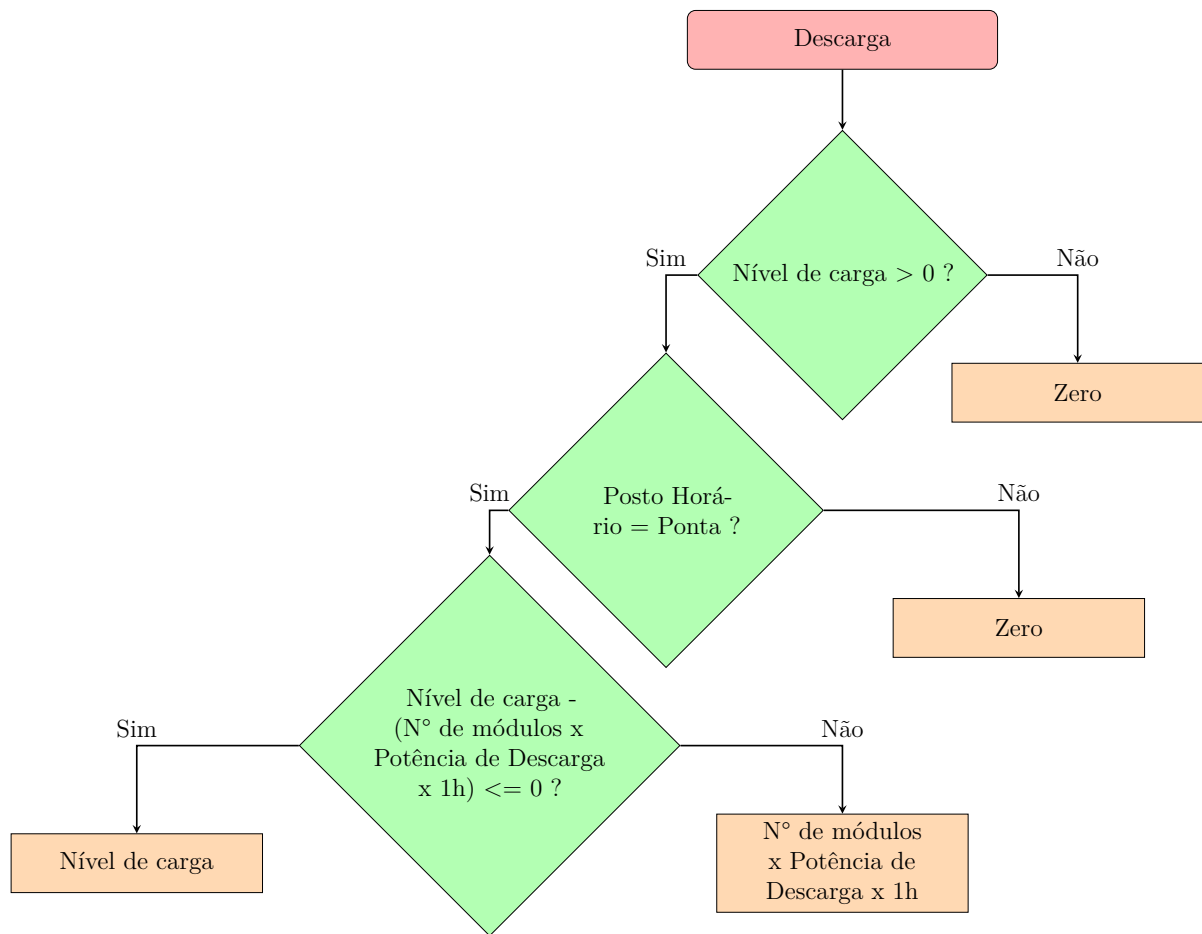 Descarga
Nível de carga > 0 ?
Sim
Não
Zero
Posto Horá-
rio = Ponta ?
Sim
Não
Zero
Nível de carga -
(N° de módulos x
Potência de Descarga
x 1h) <= 0 ?
Sim
Não
Nível de carga
N° de módulos
x Potência de
Descarga x 1h